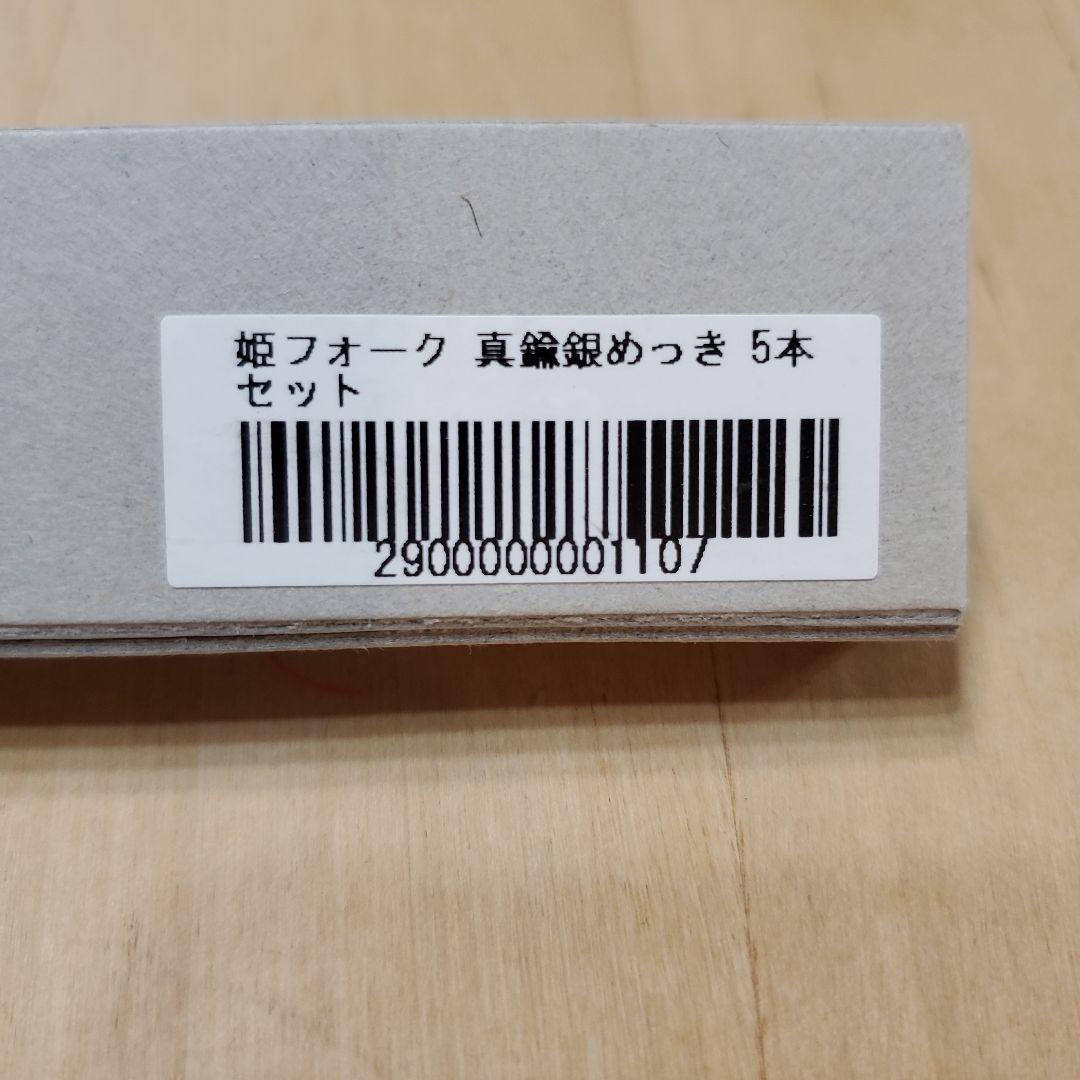 姫フォーク 真鍮銀めっき 5本
セット
2900000001107